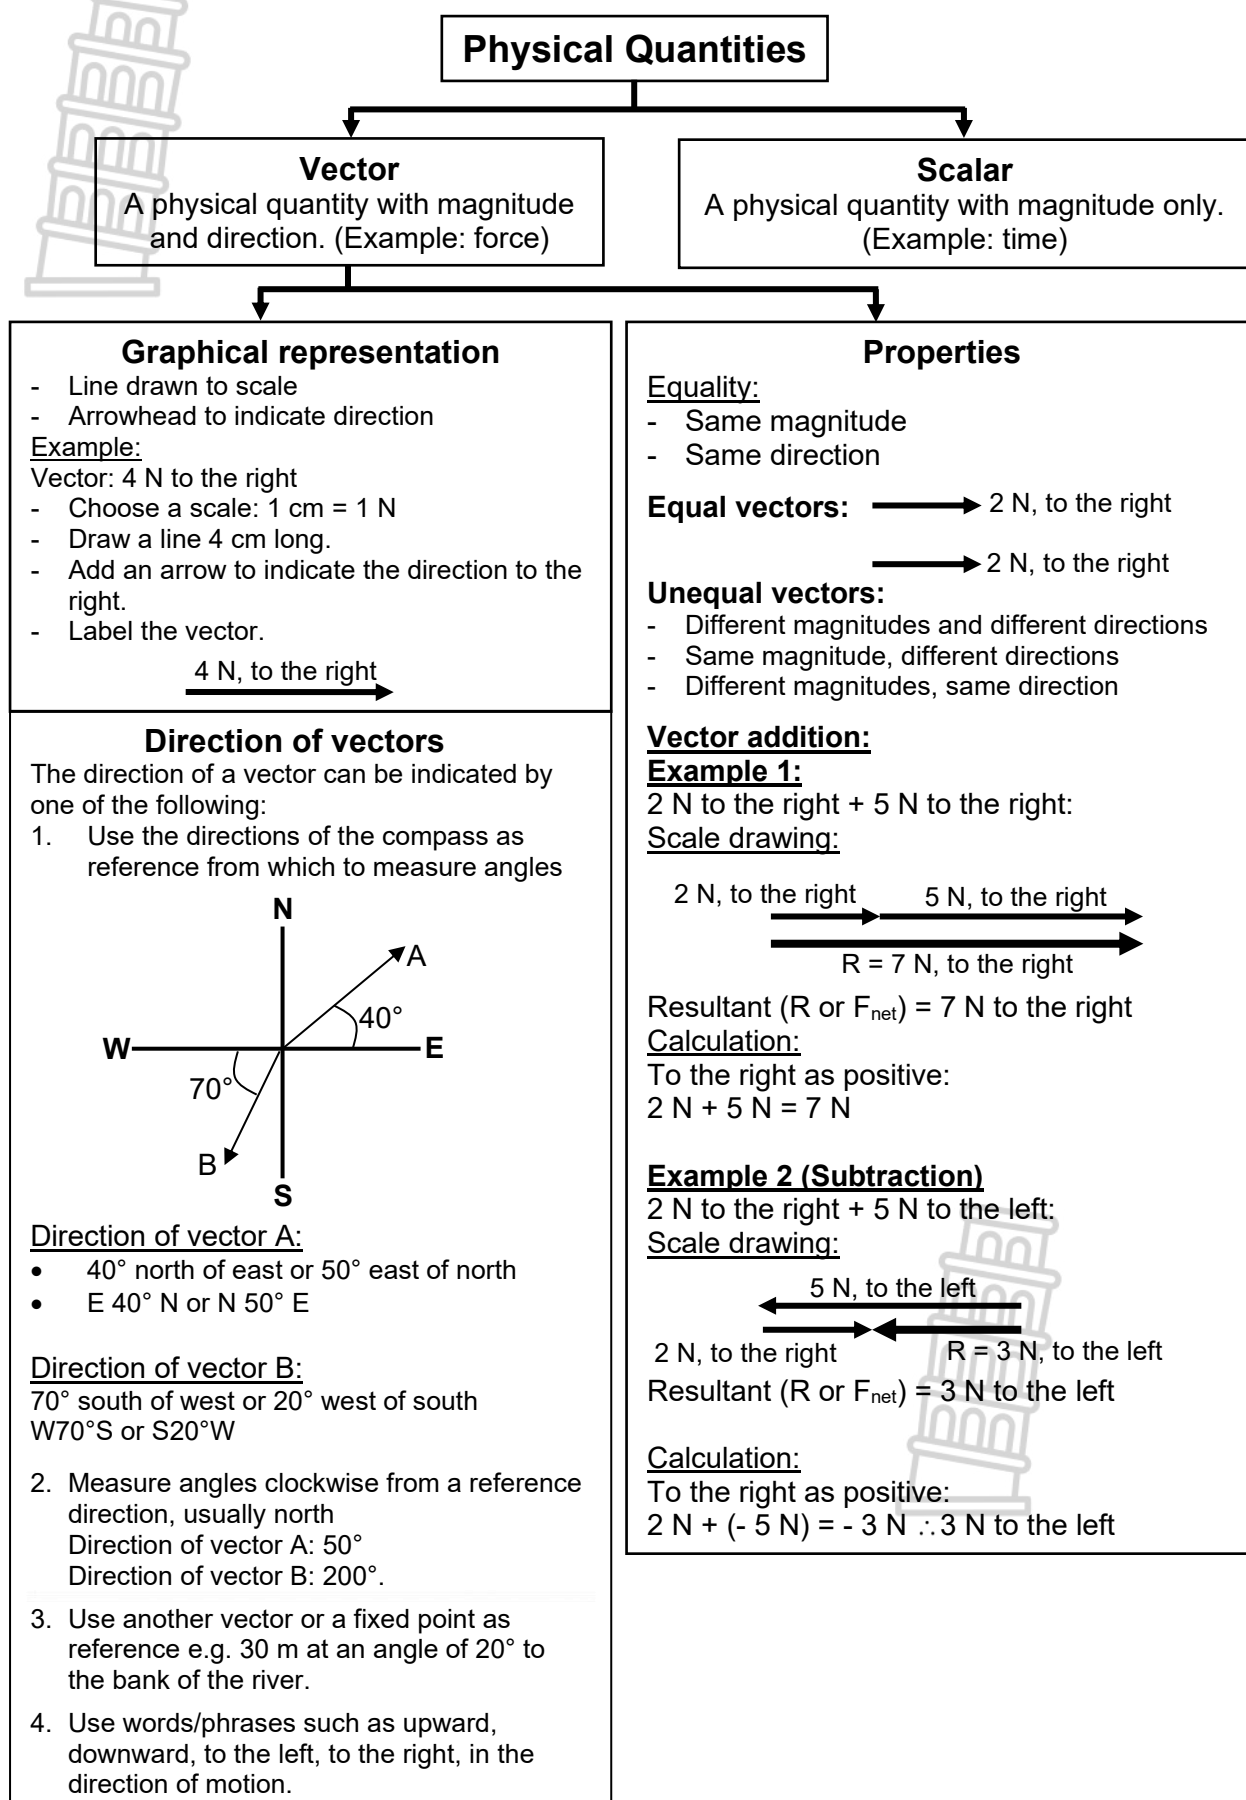 Physical Quantities
Vector
A physical quantity with magnitude
and direction. (Example: force)
Scalar
A physical quantity with magnitude only.
(Example: time)
Graphical representation
- Line drawn to scale
- Arrowhead to indicate direction
Example:
Vector: 4 N to the right
- Choose a scale: 1 cm = 1 N
- Draw a line 4 cm long.
- Add an arrow to indicate the direction to the
right.
- Label the vector.
4 N, to the right
Direction of vectors
The direction of a vector can be indicated by
one of the following:
1. Use the directions of the compass as
reference from which to measure angles
N
A
40°
W
E
70°
B
S
Direction of vector A:
• 40° north of east or 50° east of north
• E 40° N or N 50° E
Direction of vector B:
70° south of west or 20° west of south
W70°S or S20°W
2. Measure angles clockwise from a reference
direction, usually north
Direction of vector A: 50°
Direction of vector B: 200°.
3. Use another vector or a fixed point as
reference e.g. 30 m at an angle of 20° to
the bank of the river.
4. Use words/phrases such as upward,
downward, to the left, to the right, in the
direction of motion.
Properties
Equality:
- Same magnitude
- Same direction
Equal vectors: 2 N, to the right
2 N, to the right
Unequal vectors:
- Different magnitudes and different directions
- Same magnitude, different directions
- Different magnitudes, same direction
Vector addition:
Example 1:
2 N to the right + 5 N to the right:
Scale drawing:
2 N, to the right 5 N, to the right
R = 7 N, to the right
Resultant (R or Fnet) = 7 N to the right
Calculation:
To the right as positive:
2 N + 5 N = 7 N
Example 2 (Subtraction)
2 N to the right + 5 N to the left:
Scale drawing:
5 N, to the left
2 N, to the right R = 3 N, to the left
Resultant (R or Fnet) = 3 N to the left
Calculation:
To the right as positive:
2 N + (- 5 N) = - 3 N ∴3 N to the left